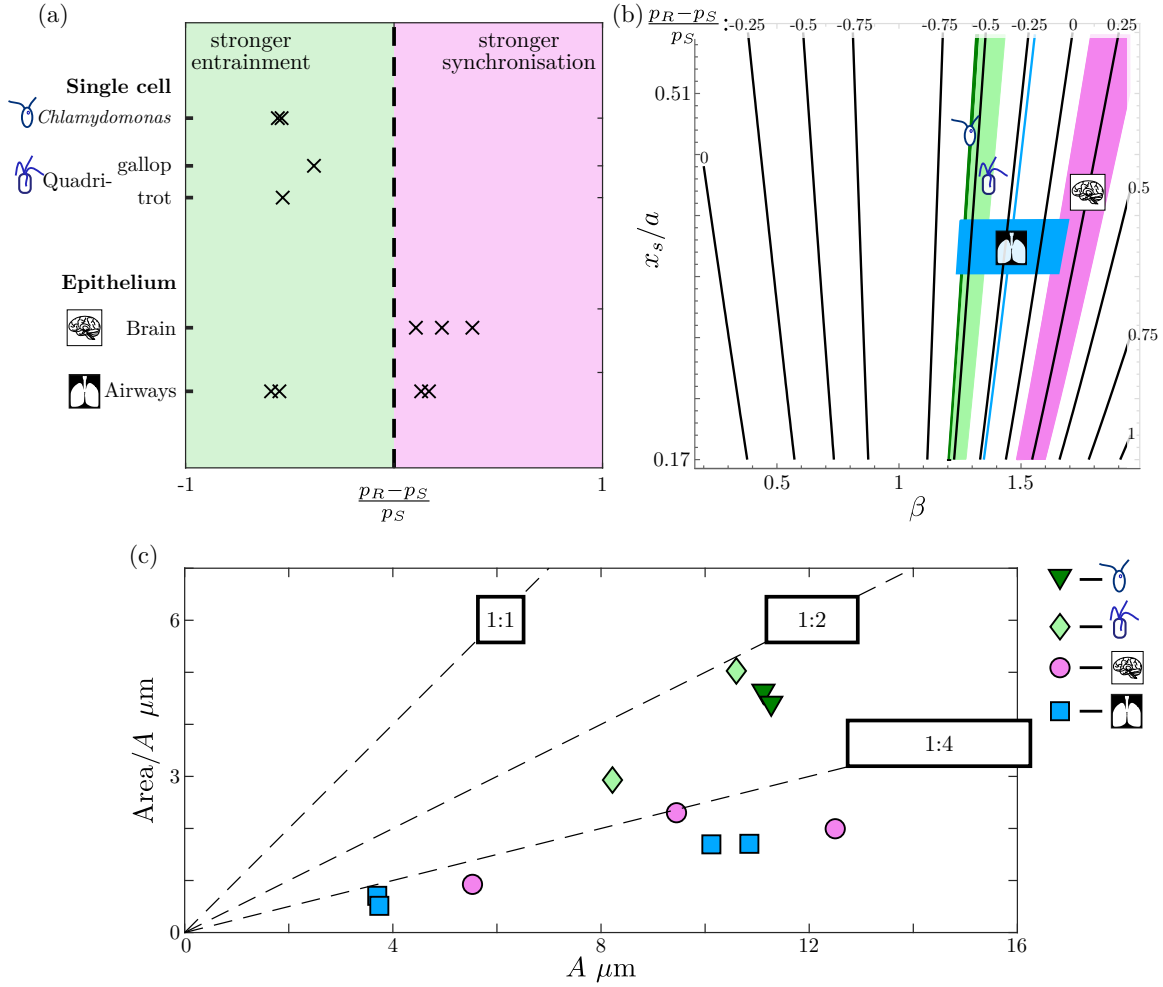 (a)
stronger
entrainment
stronger
synchronisation
Single cell
Chlamydomonas
gallop
Quadri-
trot
Epithelium
Brain
Airways
-1
1
p_R−p_S
p_S
(b)
p_R−p_S
p_S
:
-0.25 -0.5 -0.75 -0.75 -0.5 -0.25 0 0.25
0.51
0
0.5
x_s/a
0.75
1
0.17
0.5 1 1.5
β
(c)
1:1
1:2
1:4
6
3
0
Area/A μm
0 4 8 12 16
A μm